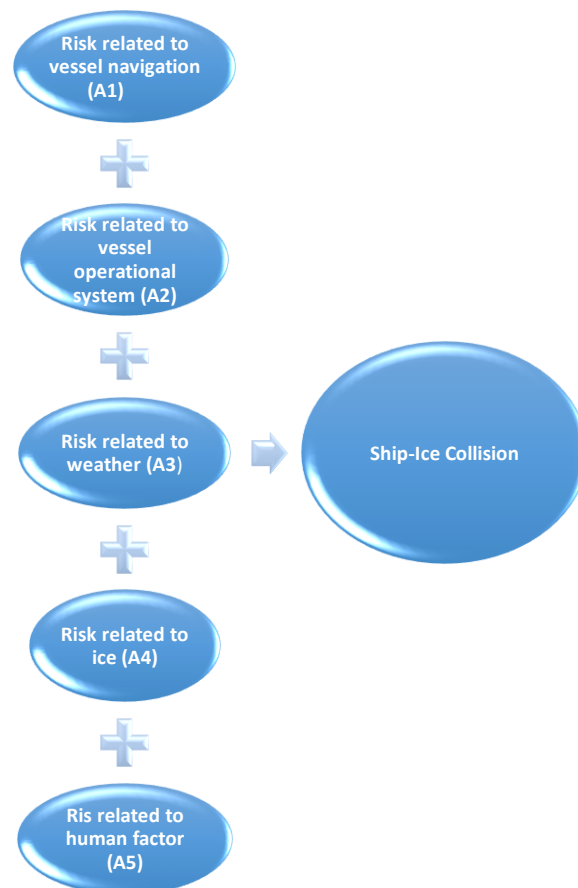 Risk related to
vessel navigation
(A1)
Risk related to
vessel
operational
system (A2)
Risk related to
weather (A3)
Ship-Ice Collision
Risk related to
ice (A4)
Ris related to
human factor
(A5)